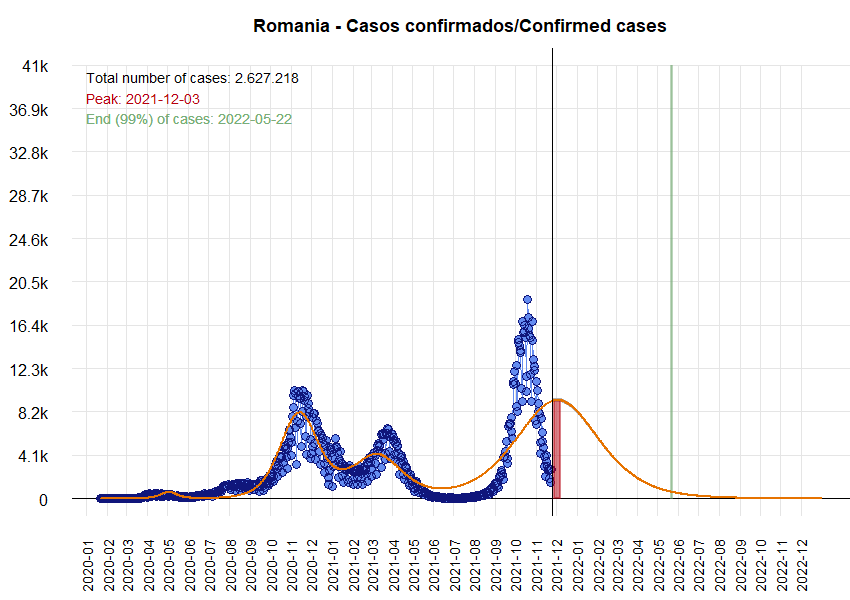 Romania - Casos confirmados/Confirmed cases
Total number of cases: 2.627.218
Peak: 2021-12-03
End (99%) of cases: 2022-05-22
41k
36.9k
32.8k
28.7k
24.6k
20.5k
16.4k
12.3k
8.2k
4.1k
0
2020-01
2020-02
2020-03
2020-04
2020-05
2020-06
2020-07
2020-08
2020-09
2020-10
2020-11
2020-12
2021-01
2021-02
2021-03
2021-04
2021-05
2021-06
2021-07
2021-08
2021-09
2021-10
2021-11
2021-12
2022-01
2022-02
2022-03
2022-04
2022-05
2022-06
2022-07
2022-08
2022-09
2022-10
2022-11
2022-12